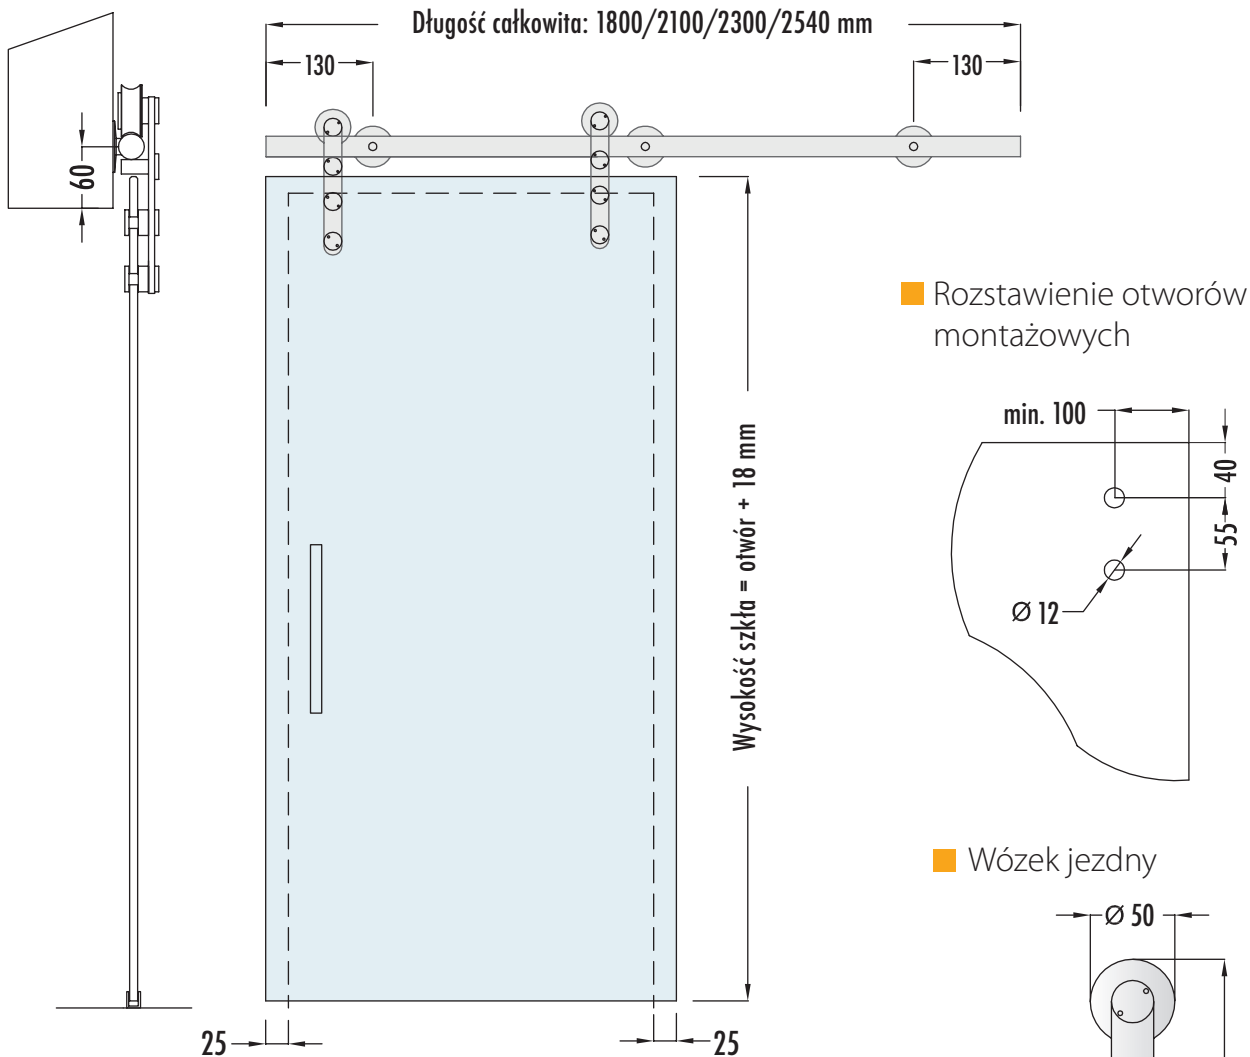 Długość całkowita: 1800/2100/2300/2540 mm
130
130
60
Rozstawienie otworów
montażowych
min. 100
40
55
Ø 12
Wysokość szkła = otwór + 18 mm
Wózek jezdny
Ø 50
25
25